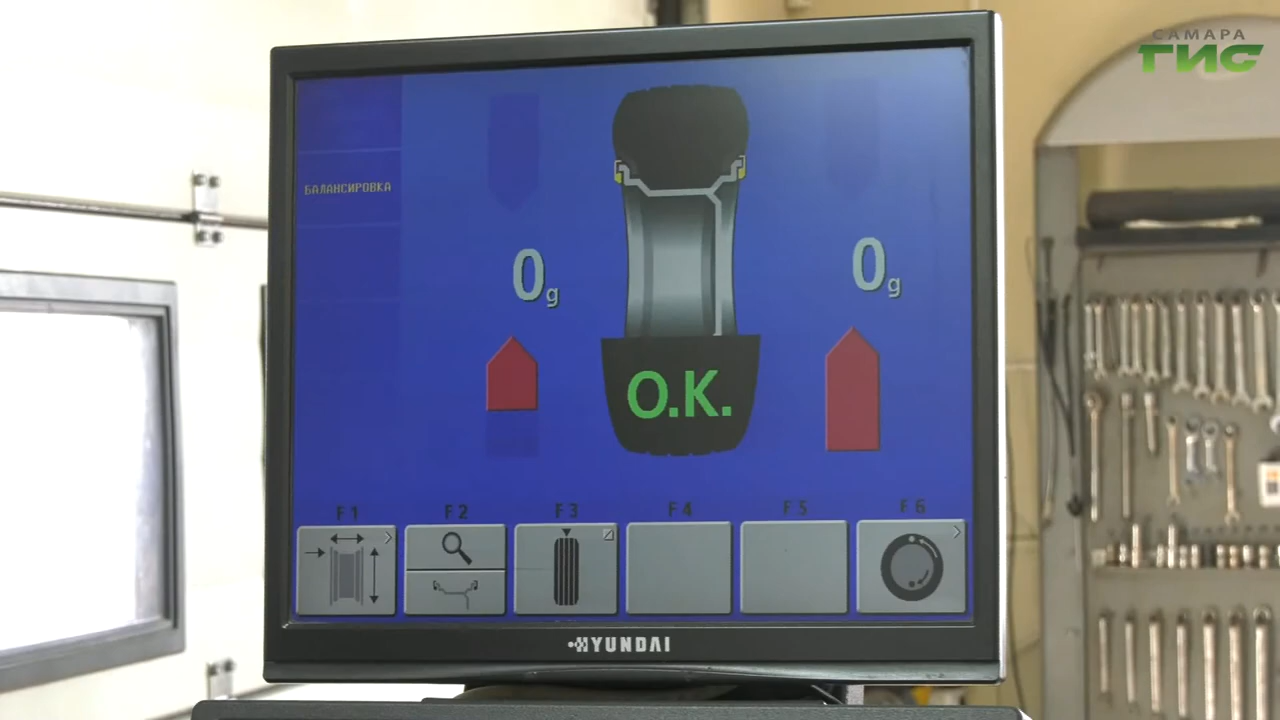 САМАРА
ГИС
БАЛАНСИРОВКА
0g
0g
O.K.
F1
F2
F3
F4
F5
F6
HYUNDAI